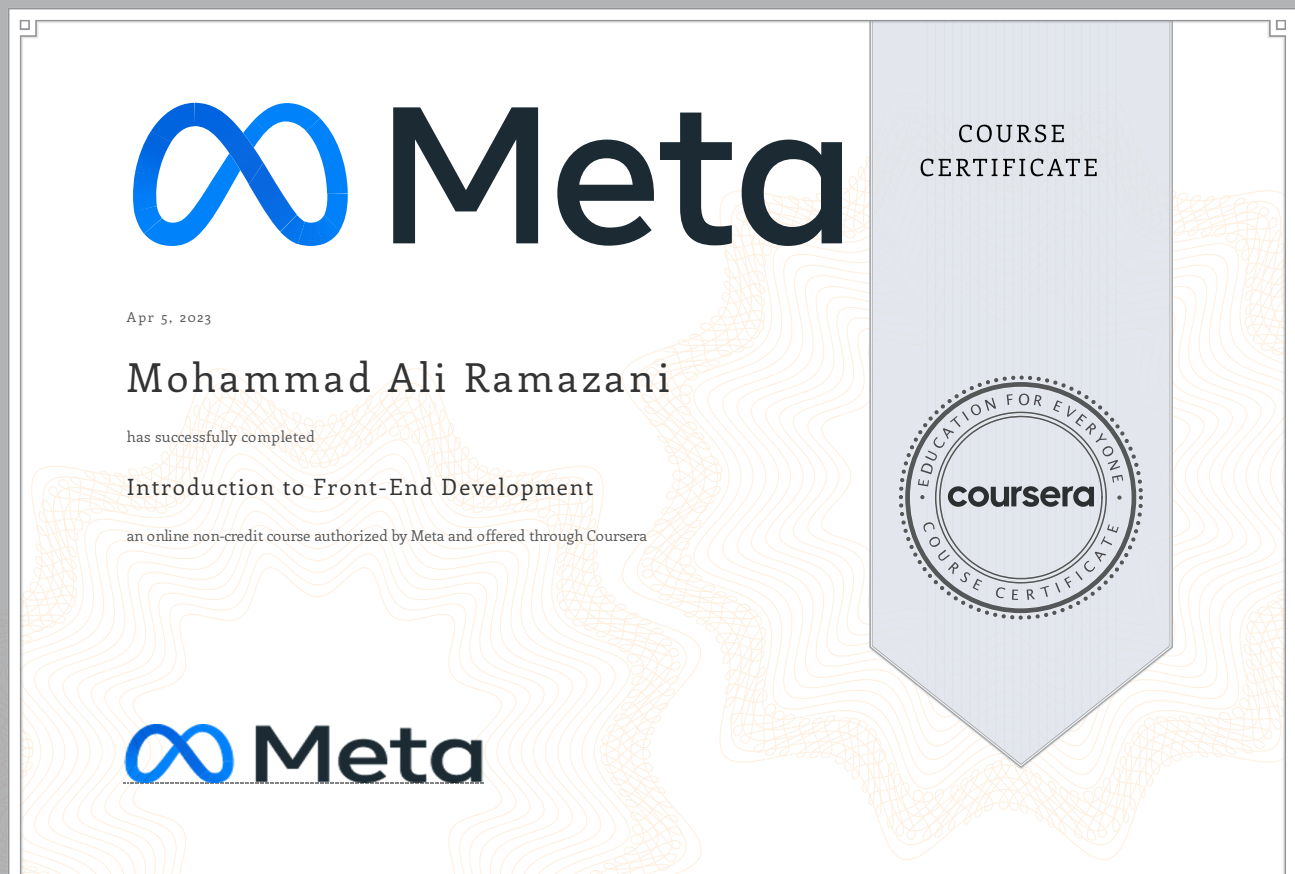 Meta
COURSE
CERTIFICATE
Apr 5, 2023
Mohammad Ali Ramazani
has successfully completed
Introduction to Front-End Development
an online non-credit course authorized by Meta and offered through Coursera
EDUCATION FOR EVERYONE
coursera
COURSE CERTIFICATE
Meta